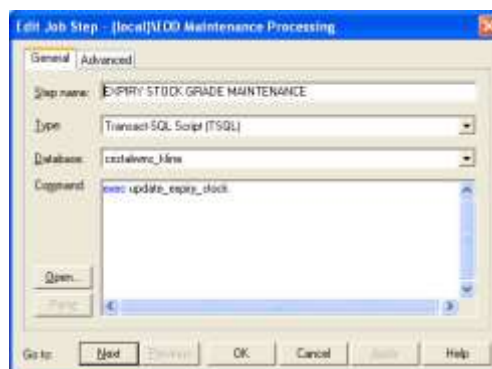 Edit Job Step - (local)\EOD Maintenance Processing
General Advanced
Step name: EXPIRY STOCK GRADE MAINTENANCE
Type: Transact-SQL Script (TSQL)
Database:
Command: exec update_expiry_stock
Open...
Parse
Go to: Next Previous OK Cancel Apply Help